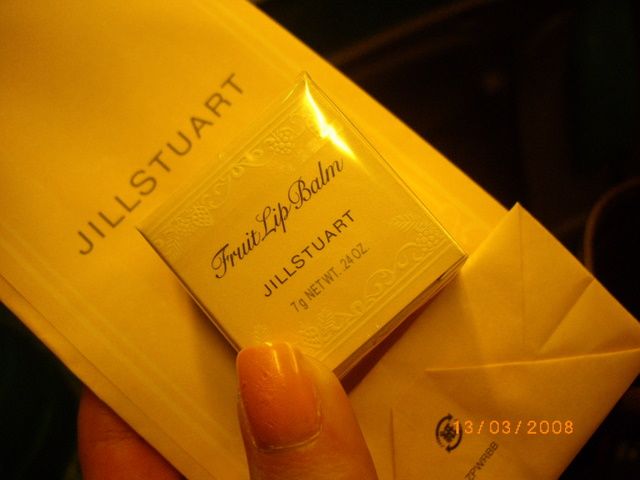 JILLSTUART
Fruit Lip Balm
JILLSTUART
7g NET WT. .24 OZ.
13/03/2008